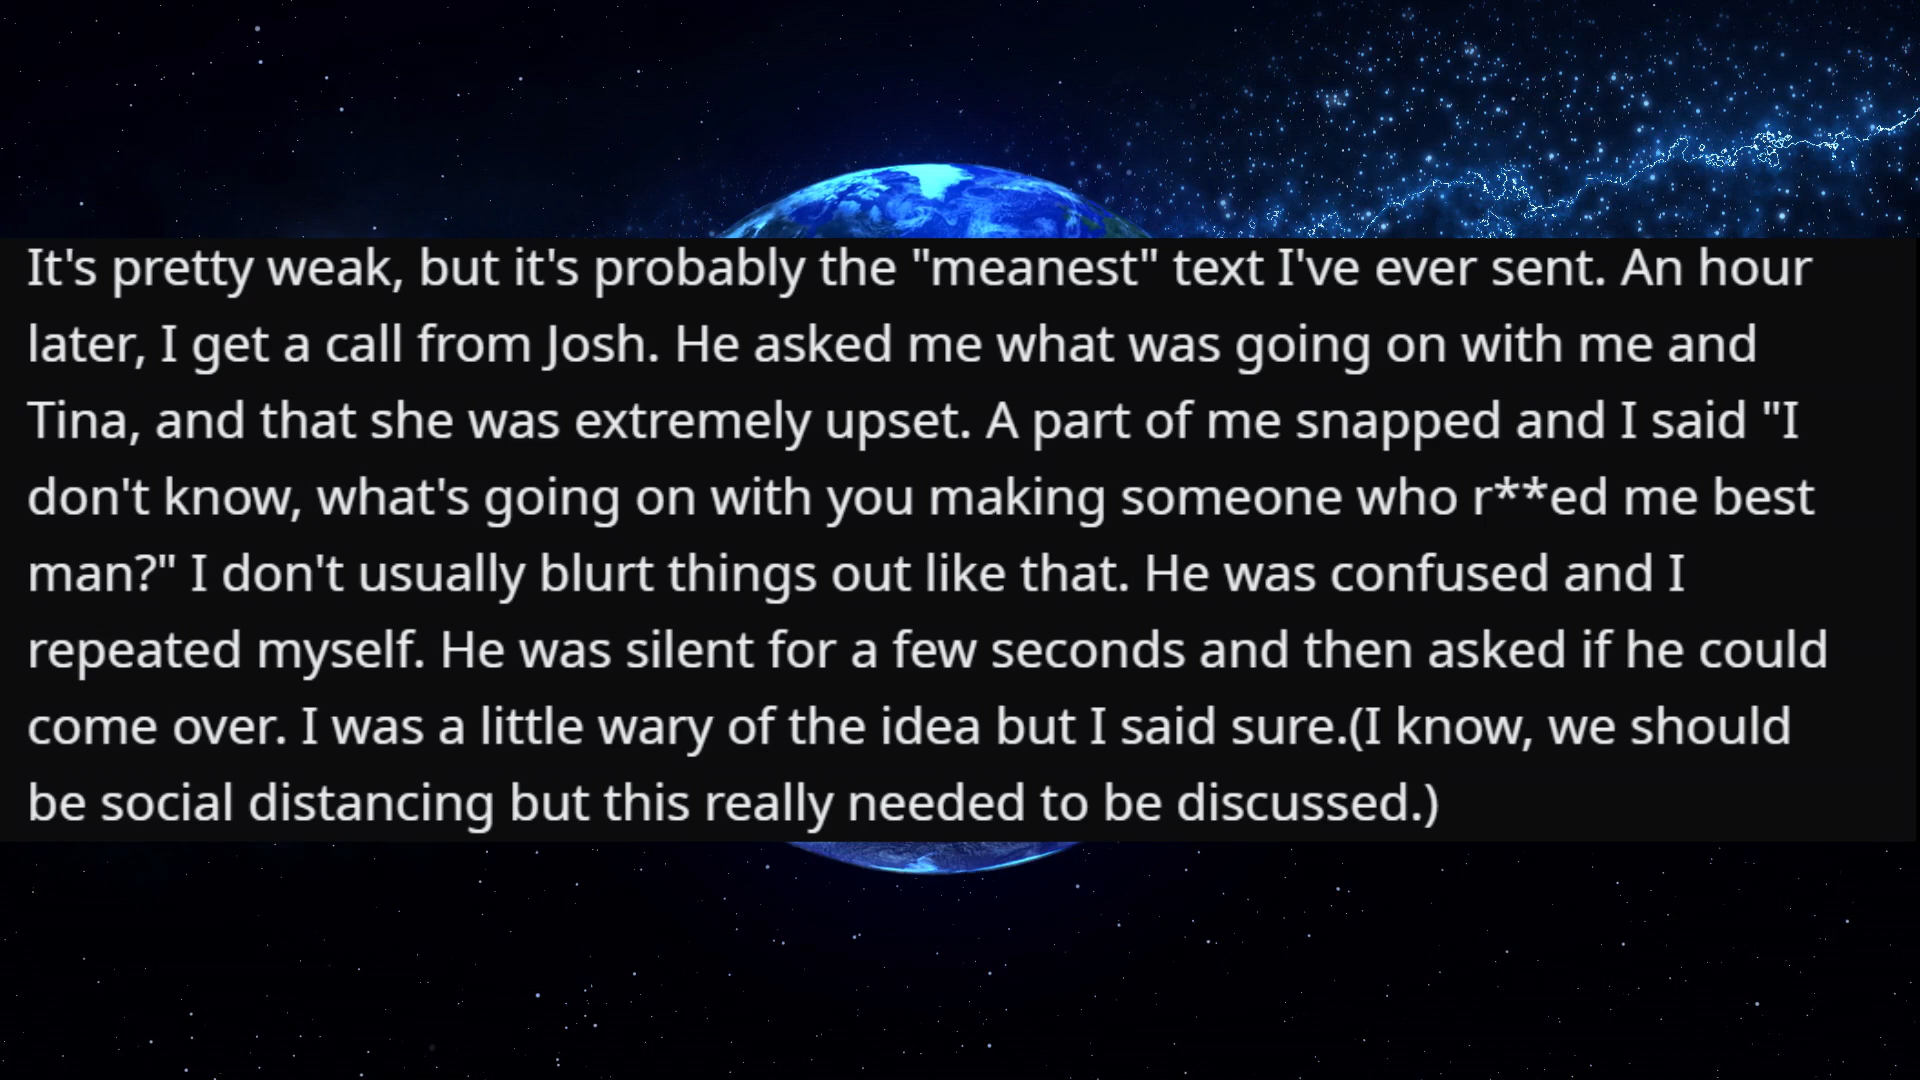 It's pretty weak, but it's probably the "meanest" text I've ever sent. An hour
later, I get a call from Josh. He asked me what was going on with me and
Tina, and that she was extremely upset. A part of me snapped and I said "I
don't know, what's going on with you making someone who r**ed me best
man?" I don't usually blurt things out like that. He was confused and I
repeated myself. He was silent for a few seconds and then asked if he could
come over. I was a little wary of the idea but I said sure.(I know, we should
be social distancing but this really needed to be discussed.)